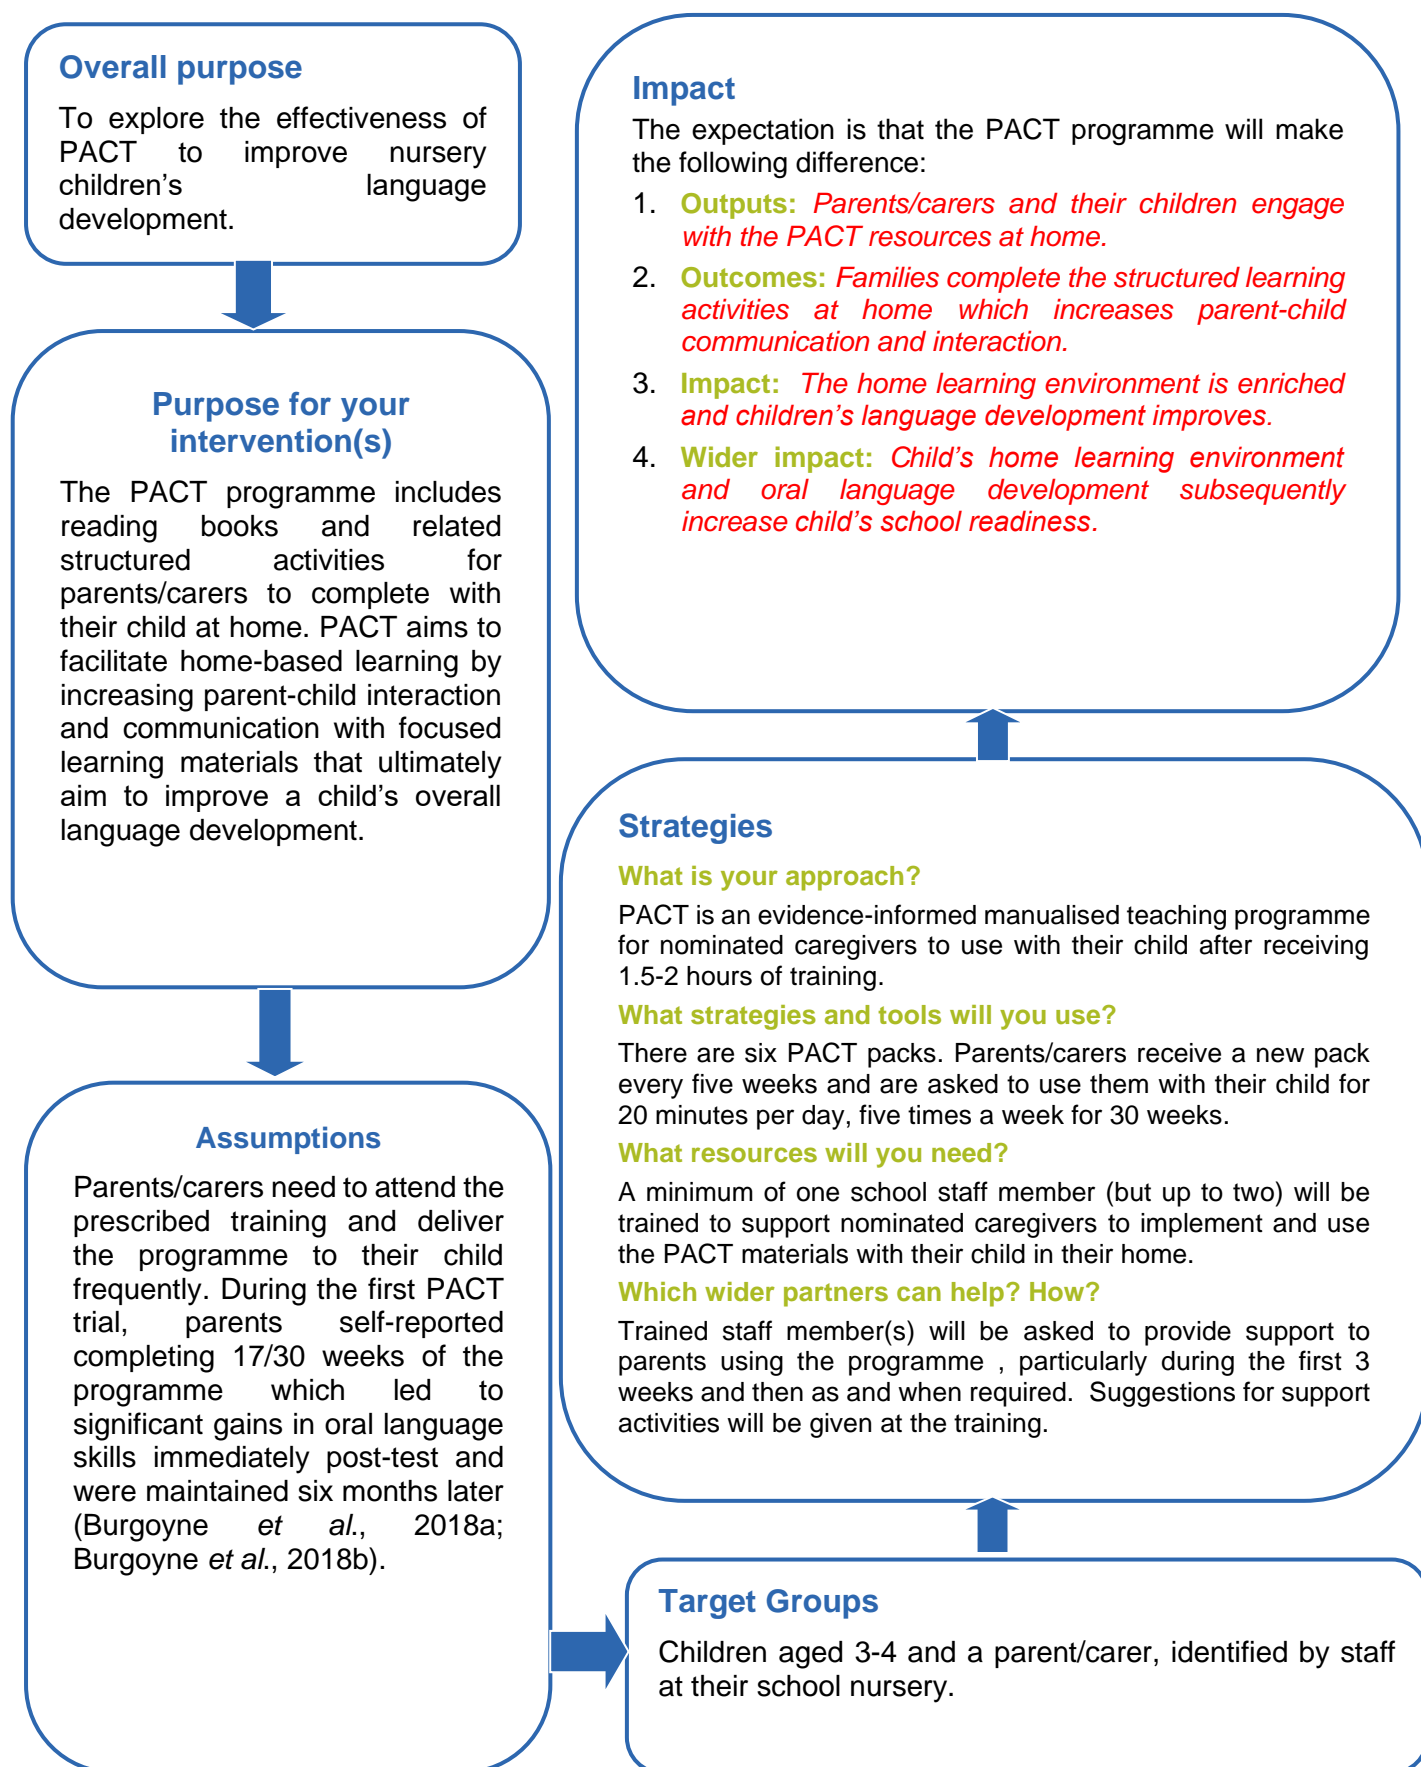 Overall purpose
To explore the effectiveness of
PACT to improve nursery
children’s language
development.
Purpose for your
intervention(s)
The PACT programme includes
reading books and related
structured activities for
parents/carers to complete with
their child at home. PACT aims to
facilitate home-based learning by
increasing parent-child interaction
and communication with focused
learning materials that ultimately
aim to improve a child’s overall
language development.
Assumptions
Parents/carers need to attend the
prescribed training and deliver
the programme to their child
frequently. During the first PACT
trial, parents self-reported
completing 17/30 weeks of the
programme which led to
significant gains in oral language
skills immediately post-test and
were maintained six months later
(Burgoyne et al., 2018a;
Burgoyne et al., 2018b).
Target Groups
Children aged 3-4 and a parent/carer, identified by staff
at their school nursery.
Strategies
What is your approach?
PACT is an evidence-informed manualised teaching programme
for nominated caregivers to use with their child after receiving
1.5-2 hours of training.
What strategies and tools will you use?
There are six PACT packs. Parents/carers receive a new pack
every five weeks and are asked to use them with their child for
20 minutes per day, five times a week for 30 weeks.
What resources will you need?
A minimum of one school staff member (but up to two) will be
trained to support nominated caregivers to implement and use
the PACT materials with their child in their home.
Which wider partners can help? How?
Trained staff member(s) will be asked to provide support to
parents using the programme , particularly during the first 3
weeks and then as and when required. Suggestions for support
activities will be given at the training.
Impact
The expectation is that the PACT programme will make
the following difference:
1. Outputs: Parents/carers and their children engage
with the PACT resources at home.
2. Outcomes: Families complete the structured learning
activities at home which increases parent-child
communication and interaction.
3. Impact: The home learning environment is enriched
and children’s language development improves.
4. Wider impact: Child’s home learning environment
and oral language development subsequently
increase child’s school readiness.